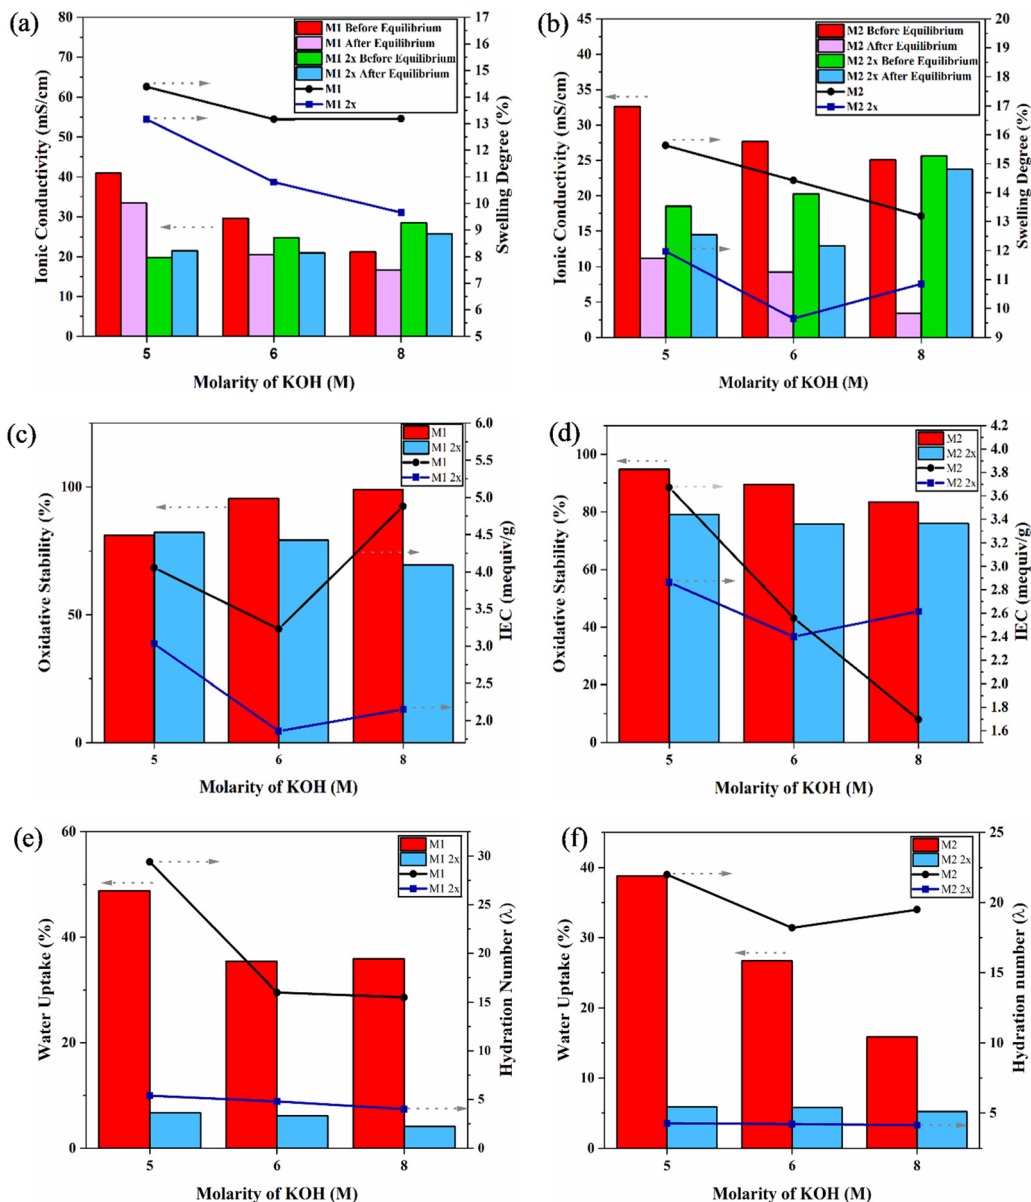 (a)
80
70
60
50
40
30
20
10
0
Ionic Conductivity (mS/cm)
M1 Before Equilibrium
M1 After Equilibrium
M1 2x Before Equilibrium
M1 2x After Equilibrium
M1
M1 2x
17
16
15
14
13
12
11
10
9
8
7
6
5
Swelling Degree (%)
5
6
8
Molarity of KOH (M)
(b)
45
40
35
30
25
20
15
10
5
0
Ionic Conductivity (mS/cm)
M2 Before Equilibrium
M2 After Equilibrium
M2 2x Before Equilibrium
M2 2x After Equilibrium
M2
M2 2x
20
19
18
17
16
15
14
13
12
11
10
9
Swelling Degree (%)
5
6
8
Molarity of KOH (M)
(c)
100
50
0
Oxidative Stability (%)
M1
M1 2x
M1
M1 2x
6.0
5.5
5.0
4.5
4.0
3.5
3.0
2.5
2.0
IEC (mequiv/g)
5
6
8
Molarity of KOH (M)
(d)
100
80
60
40
20
0
Oxidative Stability (%)
M2
M2 2x
M2
M2 2x
4.2
4.0
3.8
3.6
3.4
3.2
3.0
2.8
2.6
2.4
2.2
2.0
1.8
1.6
IEC (mequiv/g)
5
6
8
Molarity of KOH (M)
(e)
60
40
20
0
Water Uptake (%)
M1
M1 2x
M1
M1 2x
30
25
20
15
10
5
0
Hydration Number (λ)
5
6
8
Molarity of KOH (M)
(f)
40
30
20
10
0
Water Uptake (%)
M2
M2 2x
M2
M2 2x
25
20
15
10
5
Hydration number (λ)
5
6
8
Molarity of KOH (M)